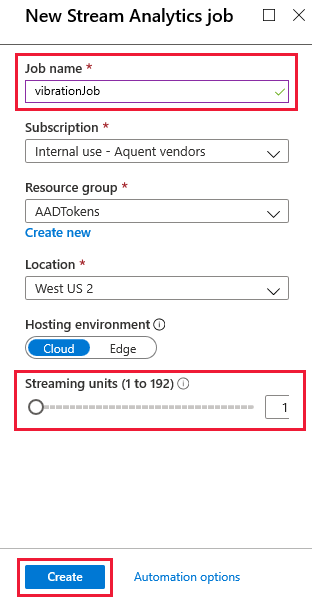 New Stream Analytics job
Job name *
vibrationJob
Subscription *
Internal use - Aquent vendors
Resource group *
AADTokens
Create new
Location *
West US 2
Hosting environment
Cloud Edge
Streaming units (1 to 192)
1
Create Automation options